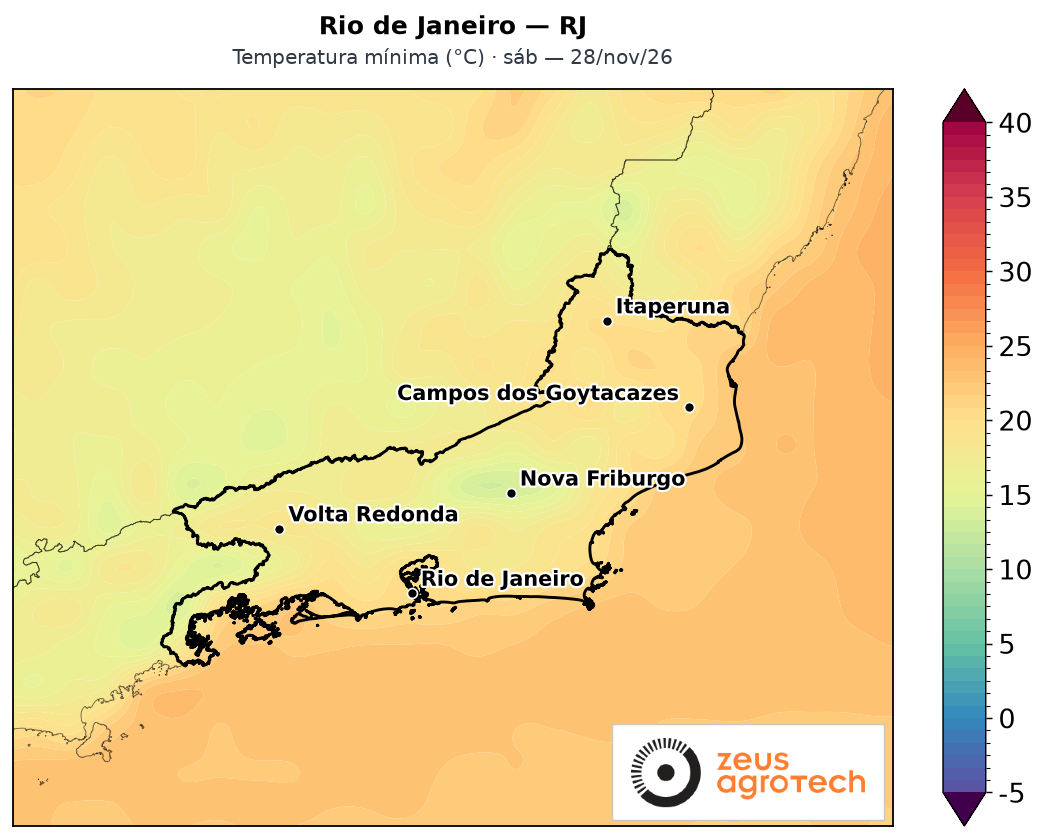 Rio de Janeiro — RJ
Temperatura mínima (°C) · sáb — 28/nov/26
Itaperuna
Campos dos Goytacazes
Nova Friburgo
Volta Redonda
Rio de Janeiro
40
35
30
25
20
15
10
5
0
-5
zeus
agrotech